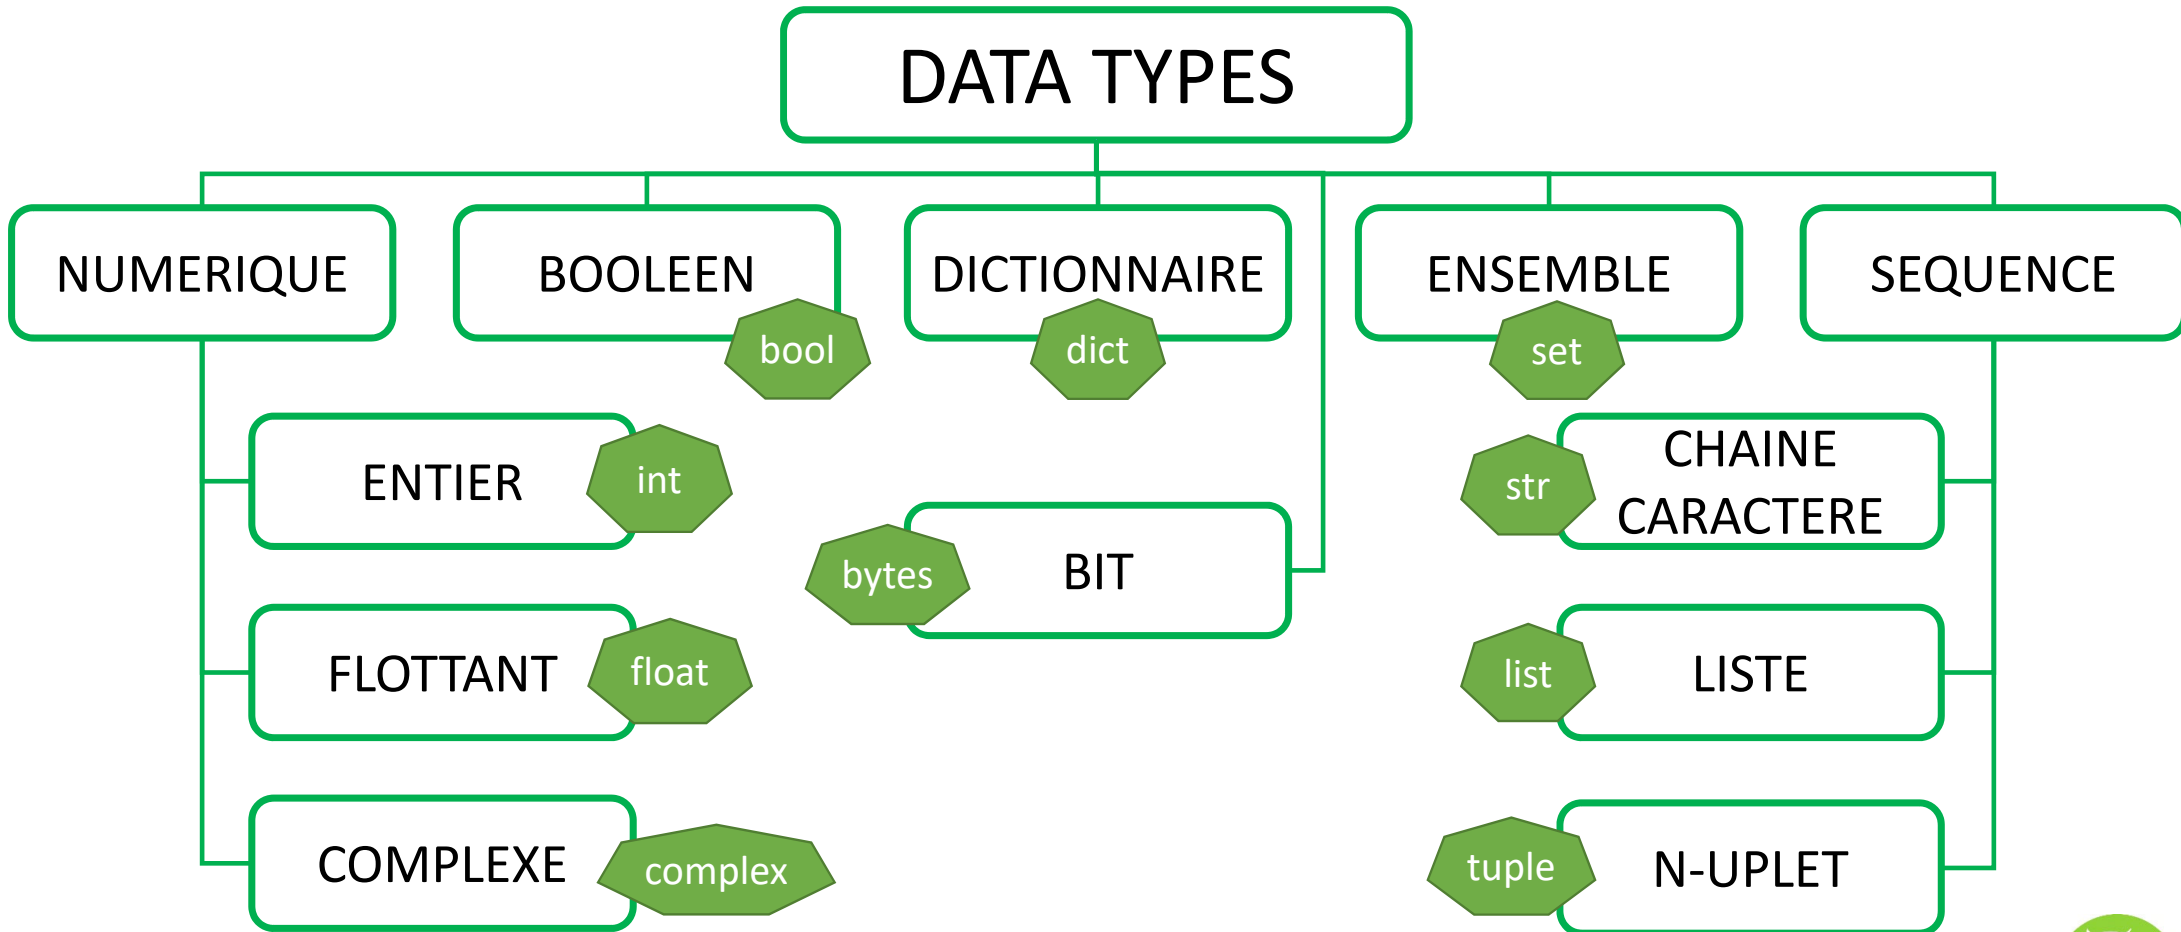 DATA TYPES
NUMERIQUE
BOOLEEN
bool
DICTIONNAIRE
dict
ENSEMBLE
set
SEQUENCE
ENTIER
int
FLOTTANT
float
COMPLEXE
complex
bytes
BIT
str
CHAINE
CARACTERE
list
LISTE
tuple
N-UPLET